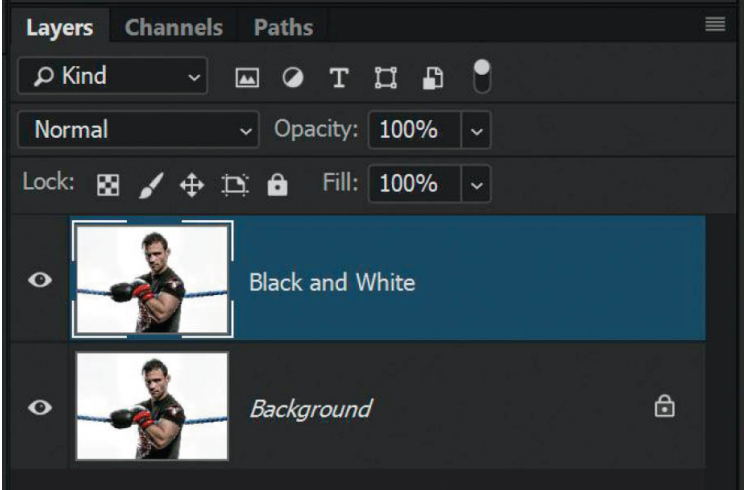 Layers Channels Paths
Kind
Normal Opacity: 100%
Lock: Fill: 100%
Black and White
Background